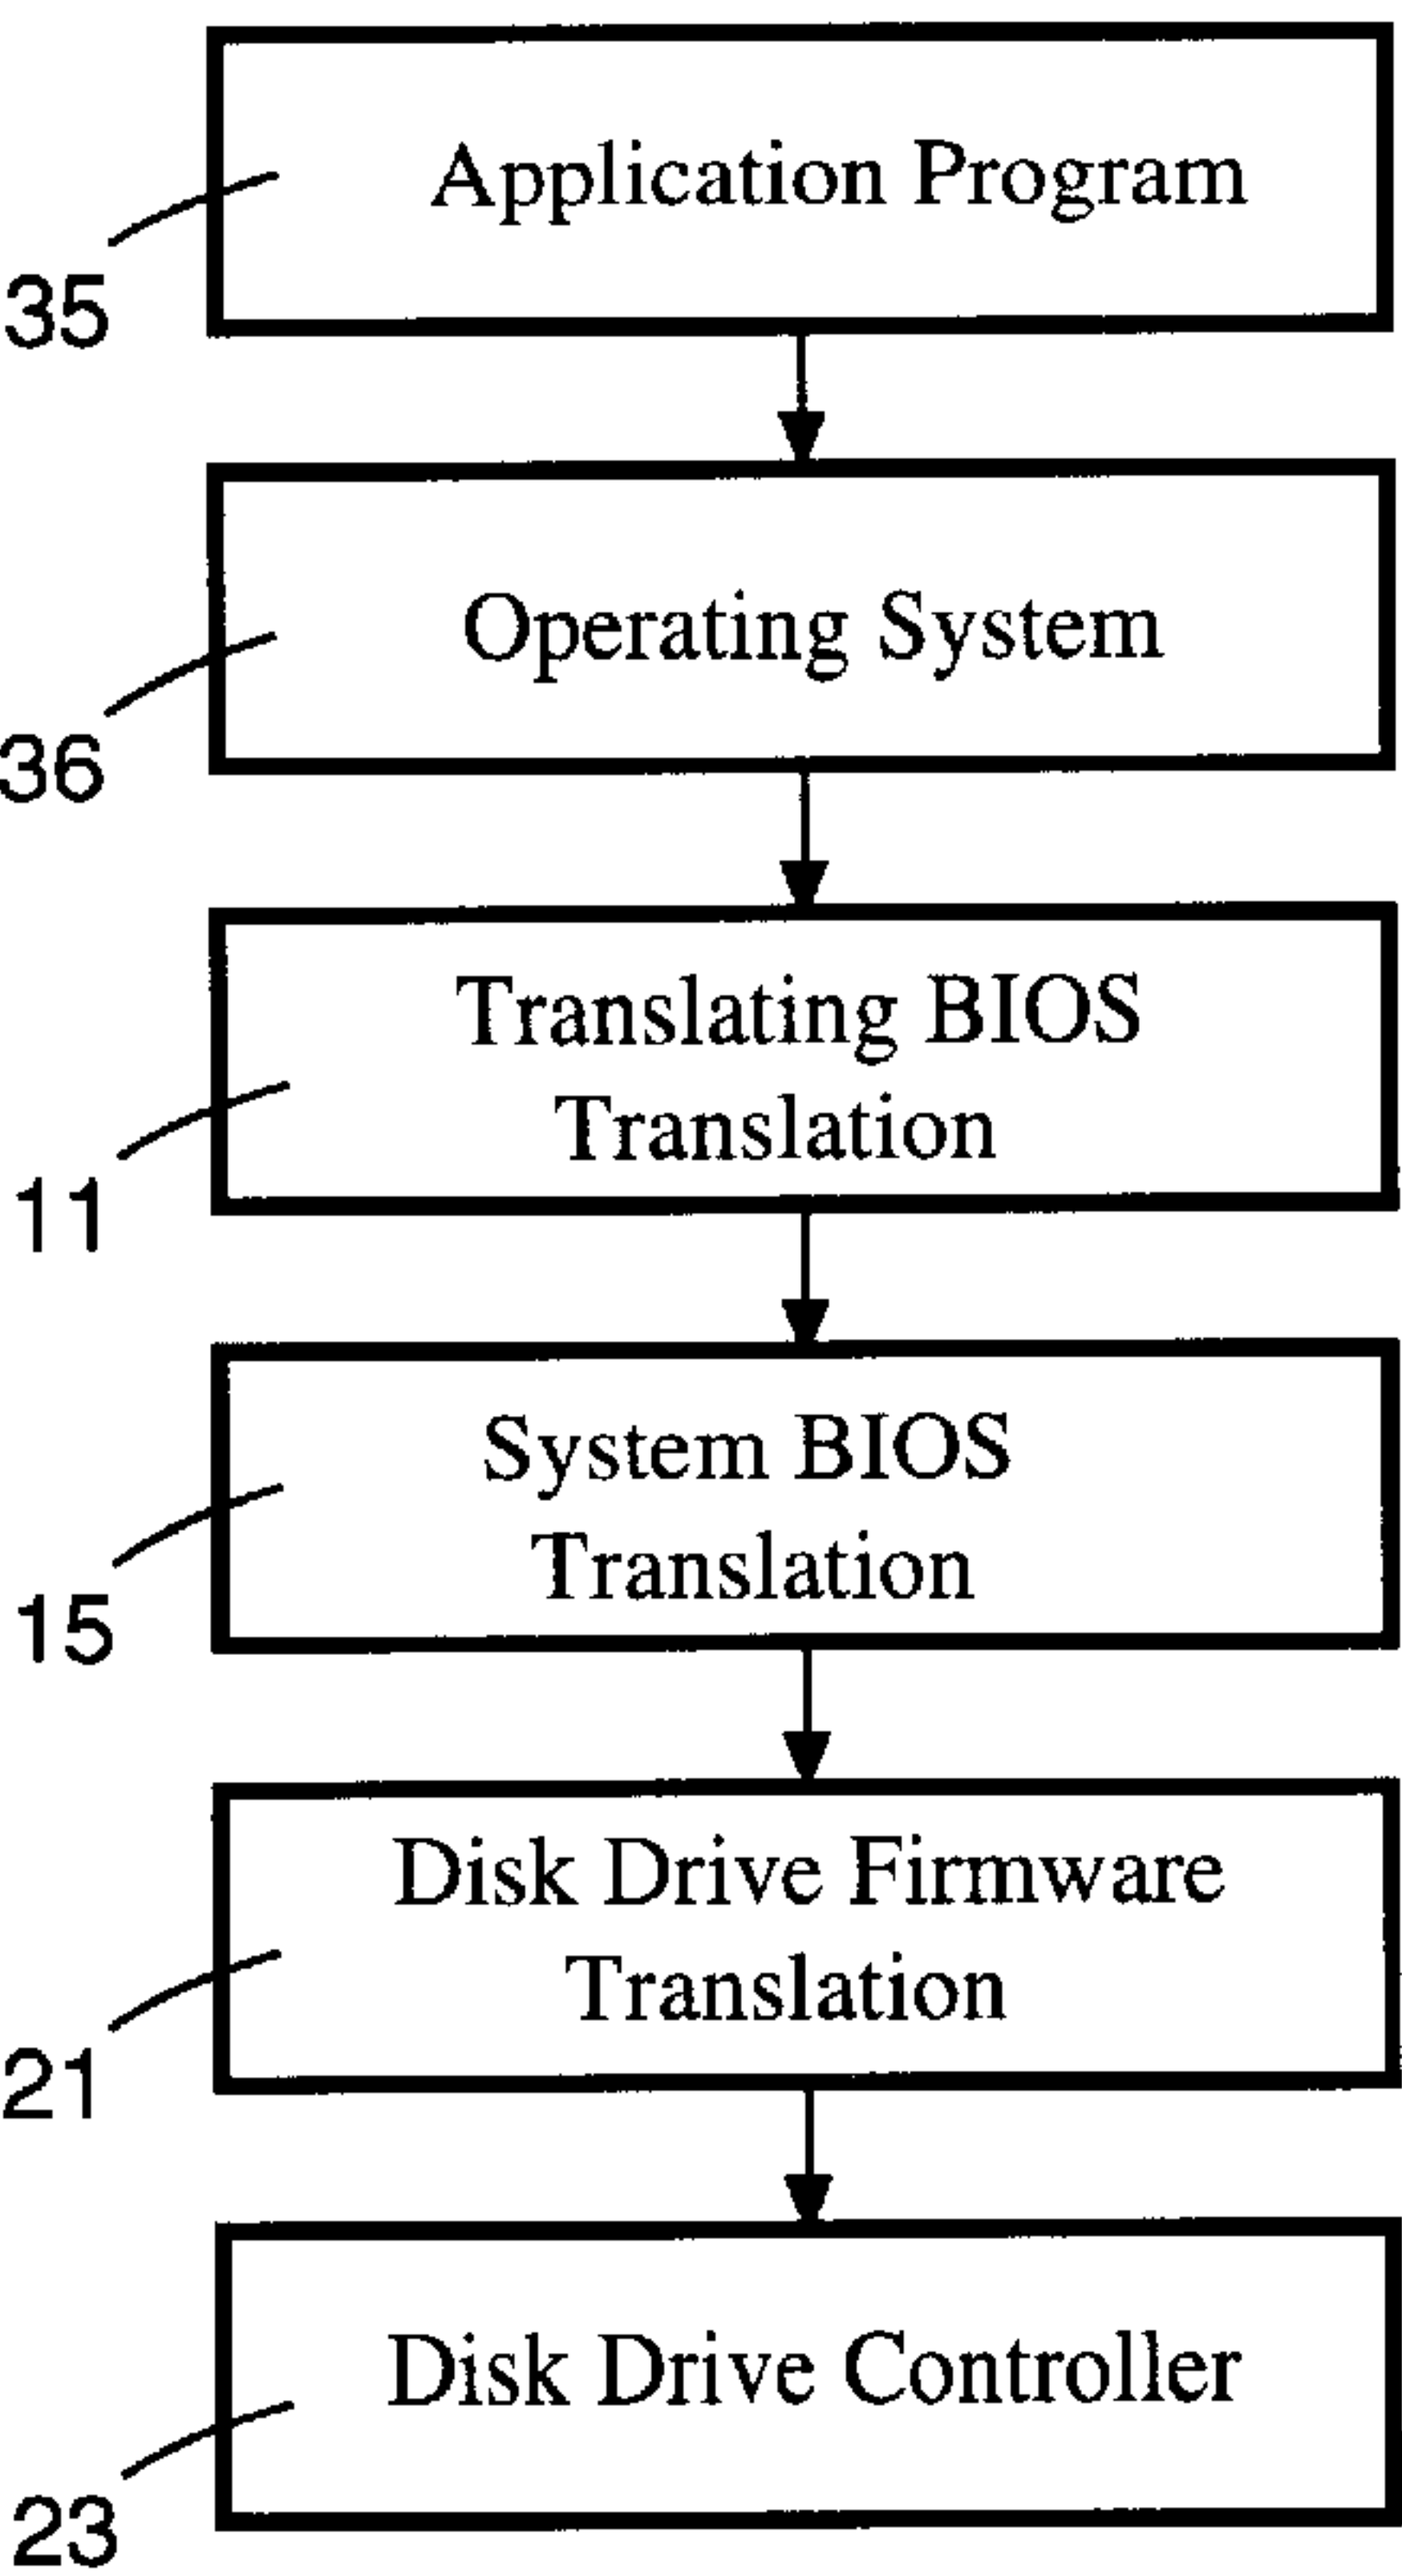 Application Program
35
Operating System
36
Translating BIOS
Translation
11
System BIOS
Translation
15
Disk Drive Firmware
Translation
21
Disk Drive Controller
23